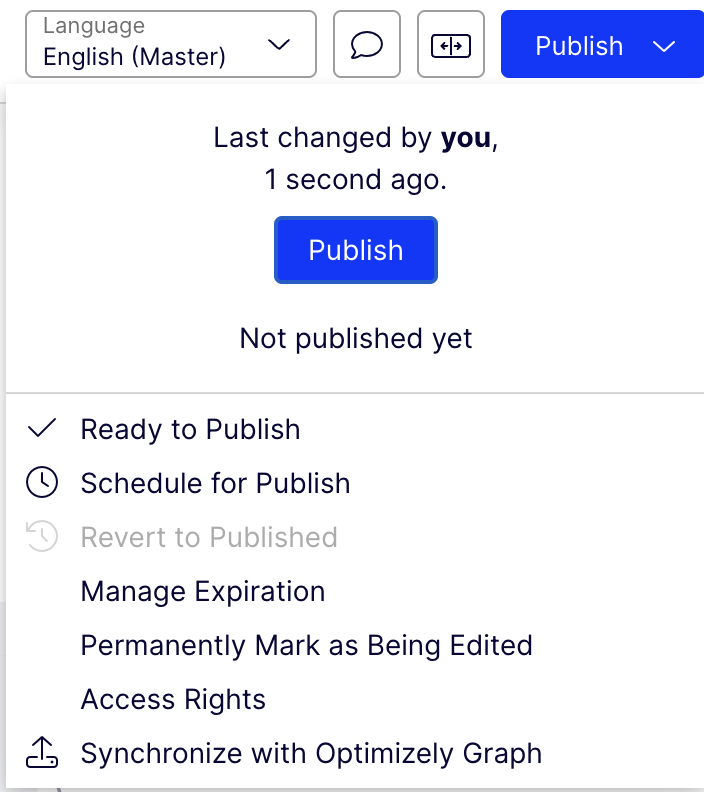 Language
English (Master)
Publish
Last changed by you,
1 second ago.
Publish
Not published yet
Ready to Publish
Schedule for Publish
Revert to Published
Manage Expiration
Permanently Mark as Being Edited
Access Rights
Synchronize with Optimizely Graph